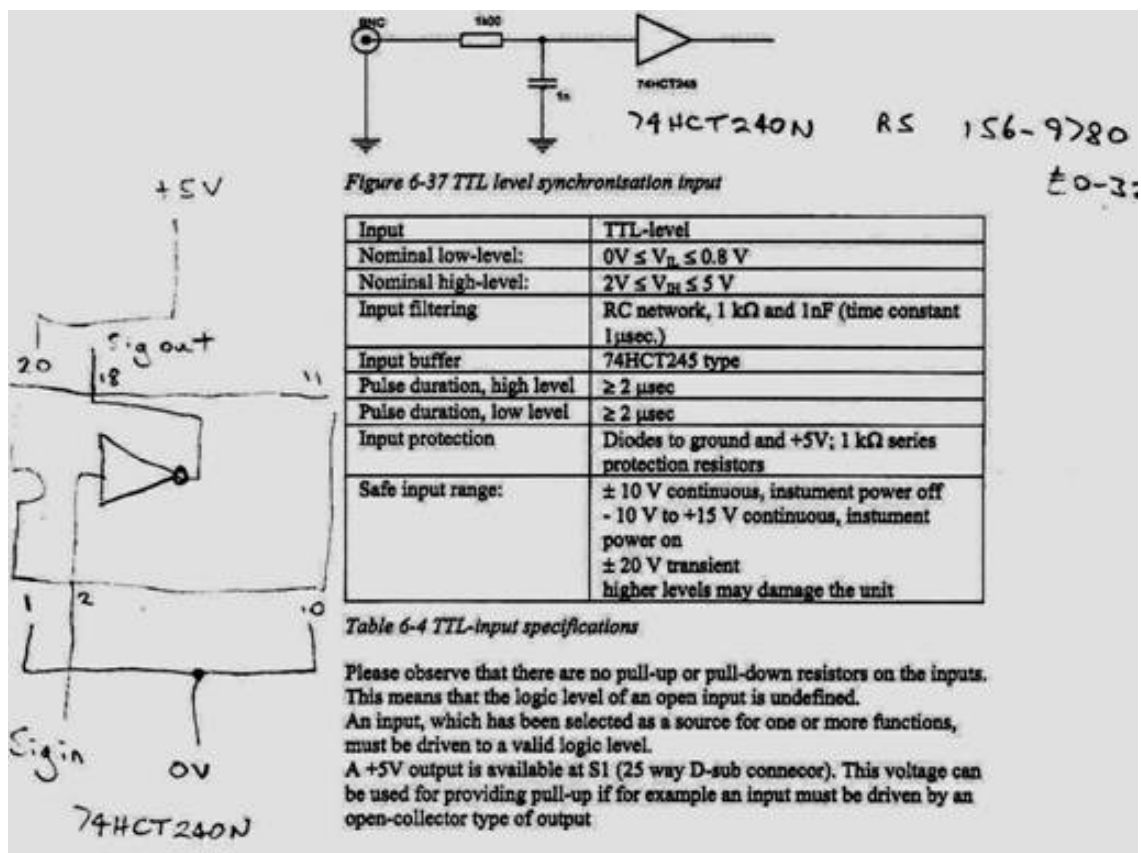 BNC
1k00
1n
74HCT245
74HCT240N RS 156-9780
£0-32
Figure 6-37 TTL level synchronisation input
Input TTL-level
Nominal low-level: 0V ≤ VIL ≤ 0.8 V
Nominal high-level: 2V ≤ VIH ≤ 5 V
Input filtering RC network, 1 kΩ and 1nF (time constant
1μsec.)
Input buffer 74HCT245 type
Pulse duration, high level ≥ 2 μsec
Pulse duration, low level ≥ 2 μsec
Input protection Diodes to ground and +5V; 1 kΩ series
protection resistors
Safe input range: ± 10 V continuous, instument power off
- 10 V to +15 V continuous, instument
power on
± 20 V transient
higher levels may damage the unit
Table 6-4 TTL-input specifications
Please observe that there are no pull-up or pull-down resistors on the inputs.
This means that the logic level of an open input is undefined.
An input, which has been selected as a source for one or more functions,
must be driven to a valid logic level.
A +5V output is available at S1 (25 way D-sub connecor). This voltage can
be used for providing pull-up if for example an input must be driven by an
open-collector type of output
+5V
Sig out
20 18 11
1 2 10
Sig in
0V
74HCT240N